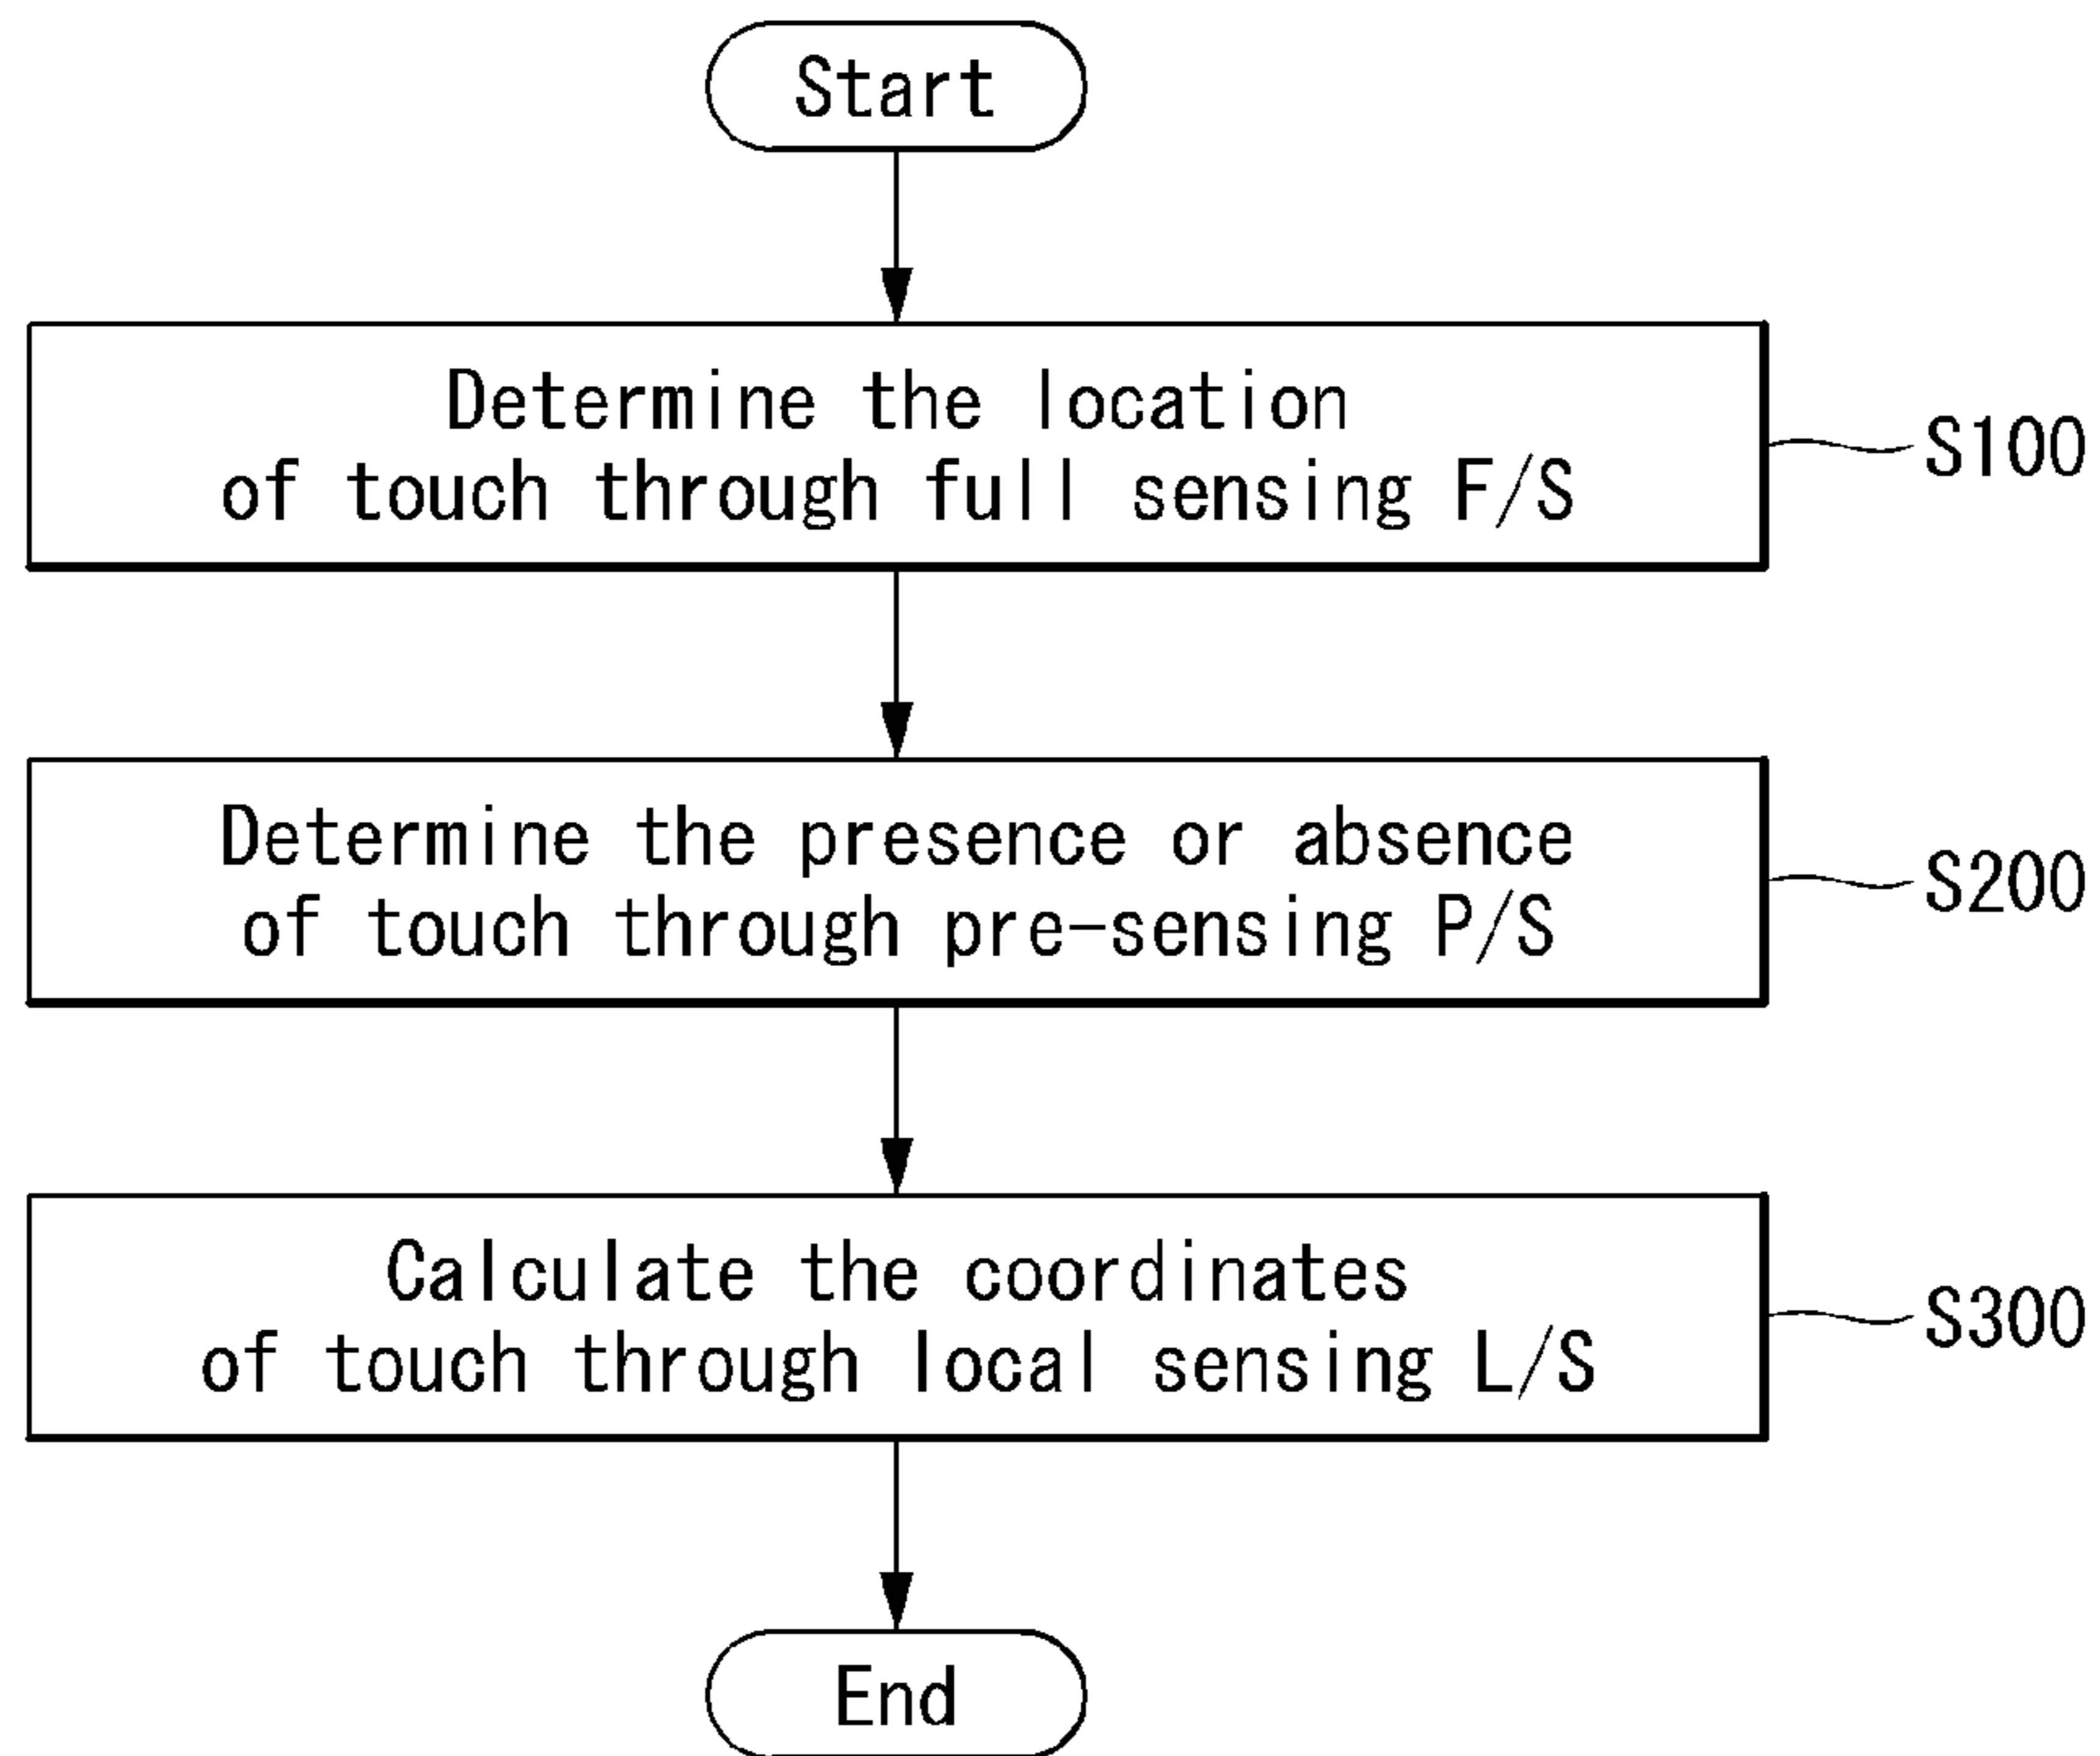 Start
Determine the location
of touch through full sensing F/S
S100
Determine the presence or absence
of touch through pre-sensing P/S
S200
Calculate the coordinates
of touch through local sensing L/S
S300
End